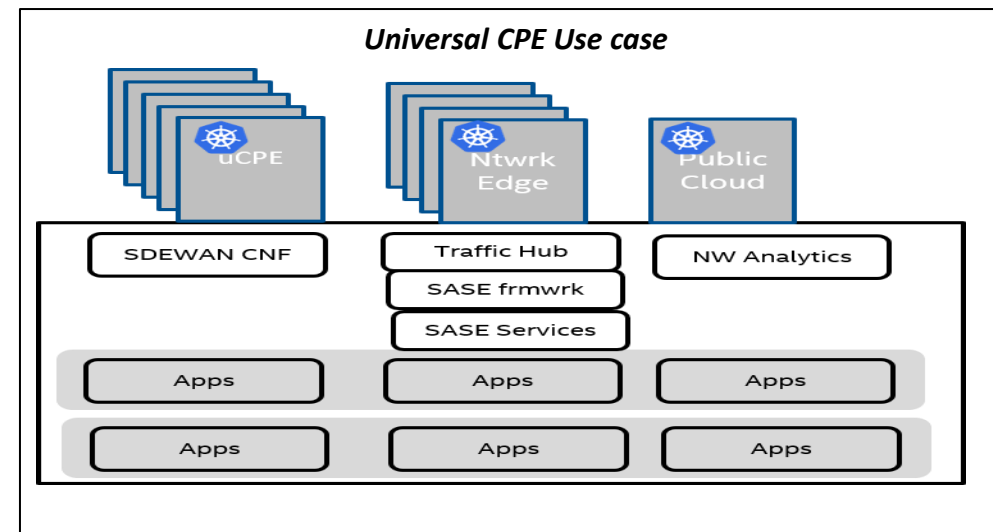 Universal CPE Use case
uCPE
Ntwrk
Edge
Public
Cloud
SDEWAN CNF
Traffic Hub
NW Analytics
SASE frmwrk
SASE Services
Apps
Apps
Apps
Apps
Apps
Apps